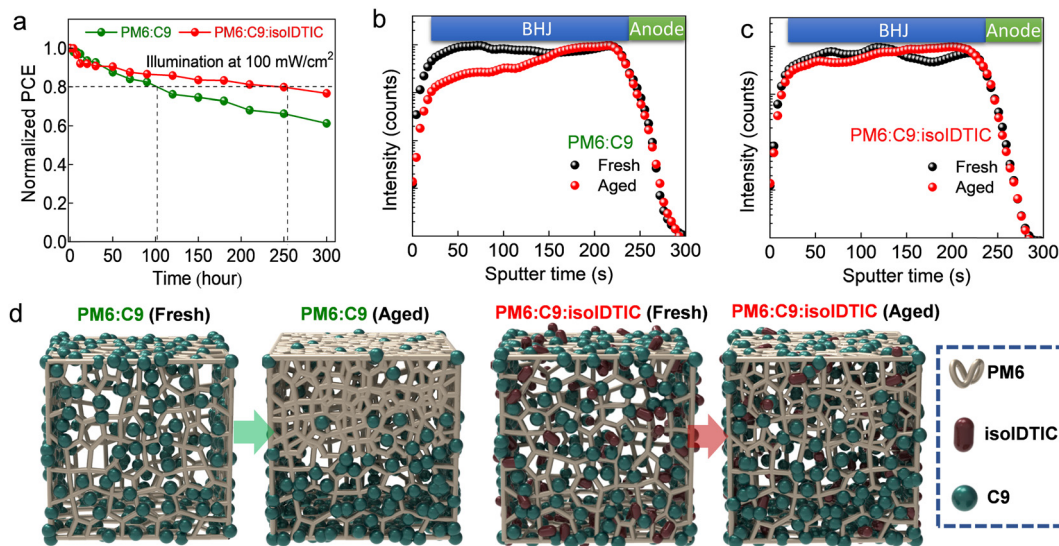 a
PM6:C9
PM6:C9:isoIDTIC
Illumination at 100 mW/cm²
Normalized PCE
1.0
0.8
0.6
0.4
0.2
0.0
0
50
100
150
200
250
300
Time (hour)
b
BHJ
Anode
Intensity (counts)
PM6:C9
Fresh
Aged
0
50
100
150
200
250
300
Sputter time (s)
c
BHJ
Anode
Intensity (counts)
PM6:C9:isoIDTIC
Fresh
Aged
0
50
100
150
200
250
300
Sputter time (s)
d
PM6:C9 (Fresh)
PM6:C9 (Aged)
PM6:C9:isoIDTIC (Fresh)
PM6:C9:isoIDTIC (Aged)
PM6
isoIDTIC
C9